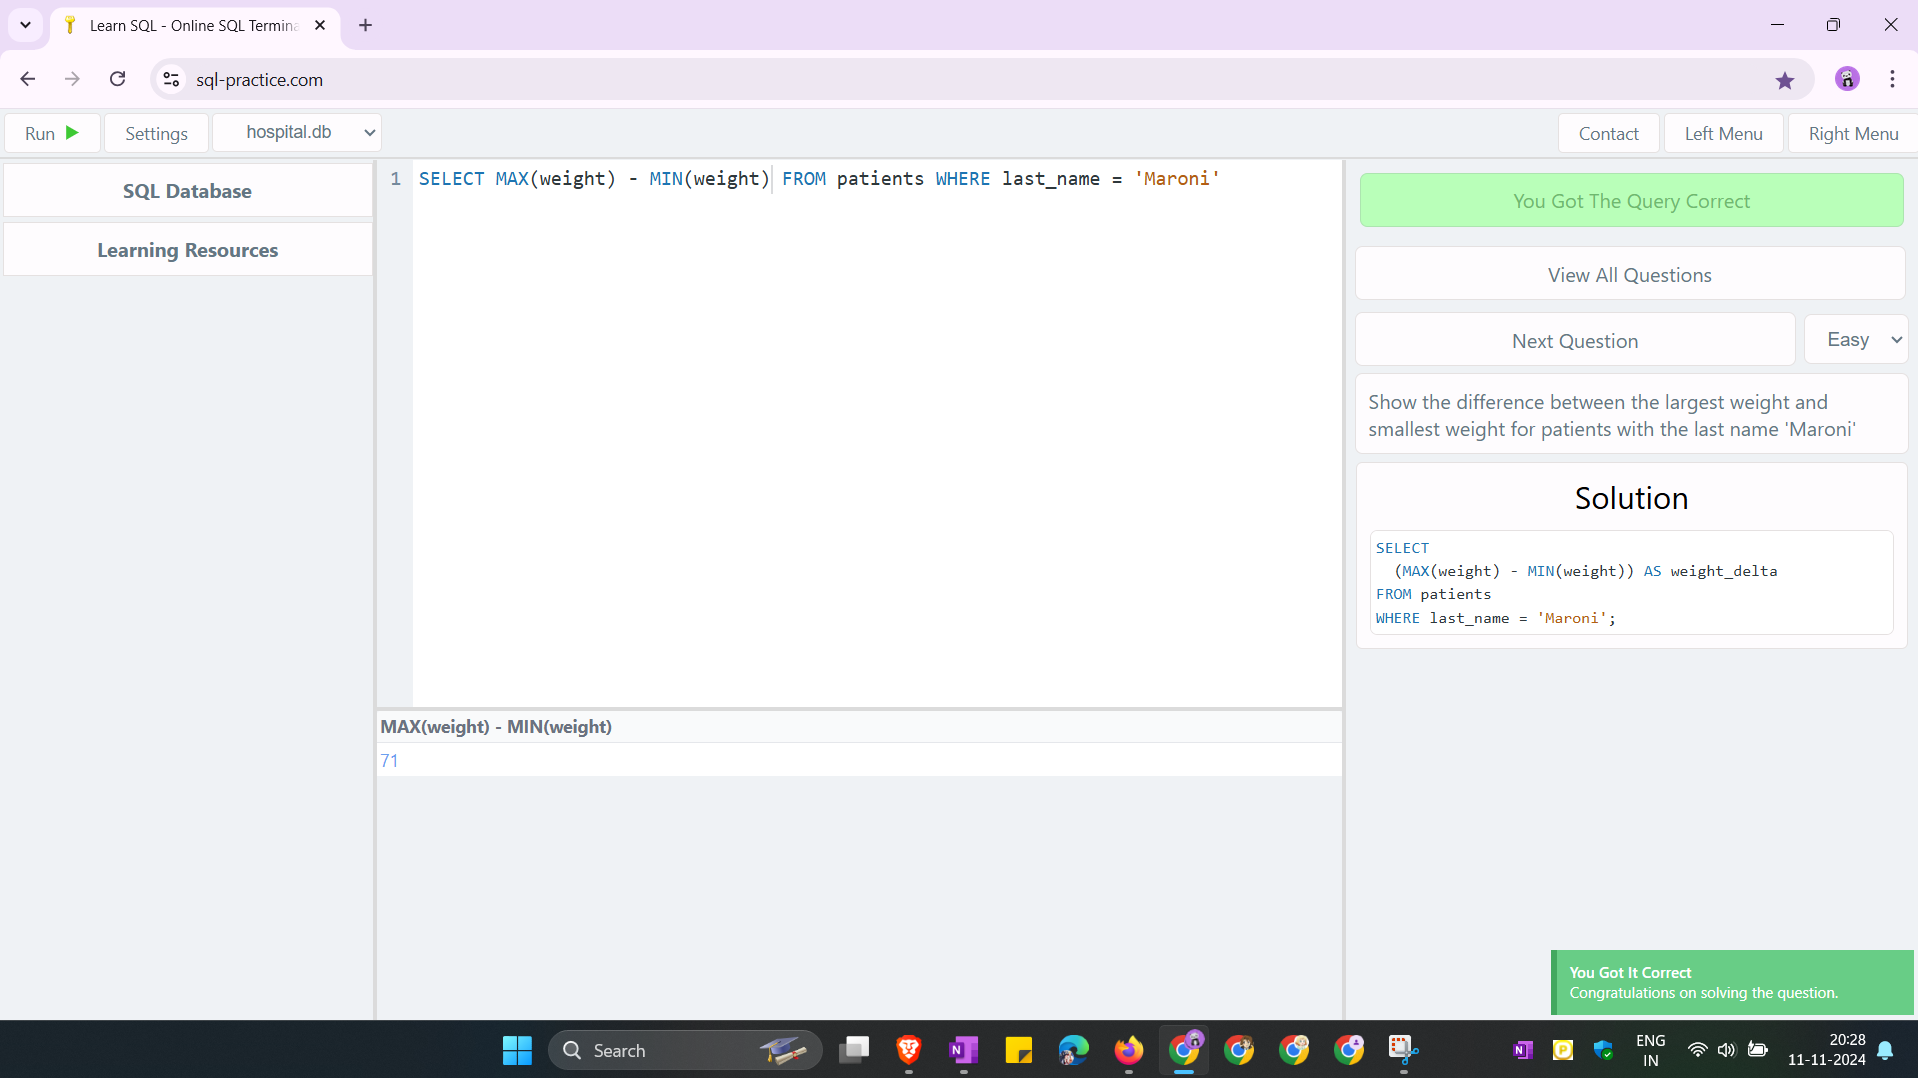 Learn SQL - Online SQL Termina
sql-practice.com
Run
Settings
hospital.db
Contact
Left Menu
Right Menu
SQL Database
Learning Resources
1
SELECT MAX(weight) - MIN(weight) FROM patients WHERE last_name = 'Maroni'
MAX(weight) - MIN(weight)
71
You Got The Query Correct
View All Questions
Next Question
Easy
Show the difference between the largest weight and
smallest weight for patients with the last name 'Maroni'
Solution
SELECT
(MAX(weight) - MIN(weight)) AS weight_delta
FROM patients
WHERE last_name = 'Maroni';
You Got It Correct
Congratulations on solving the question.
Search
ENG
IN
20:28
11-11-2024